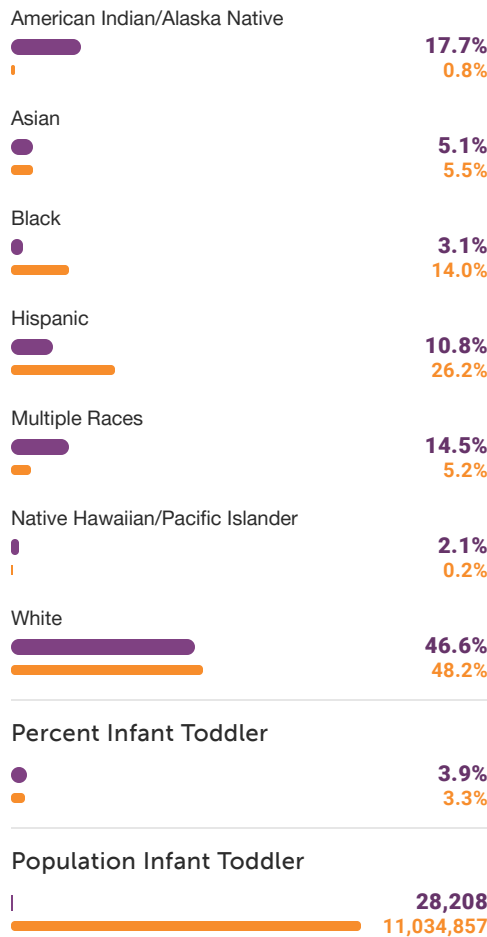 American Indian/Alaska Native
17.7%
0.8%
Asian
5.1%
5.5%
Black
3.1%
14.0%
Hispanic
10.8%
26.2%
Multiple Races
14.5%
5.2%
Native Hawaiian/Pacific Islander
2.1%
0.2%
White
46.6%
48.2%
Percent Infant Toddler
3.9%
3.3%
Population Infant Toddler
28,208
11,034,857